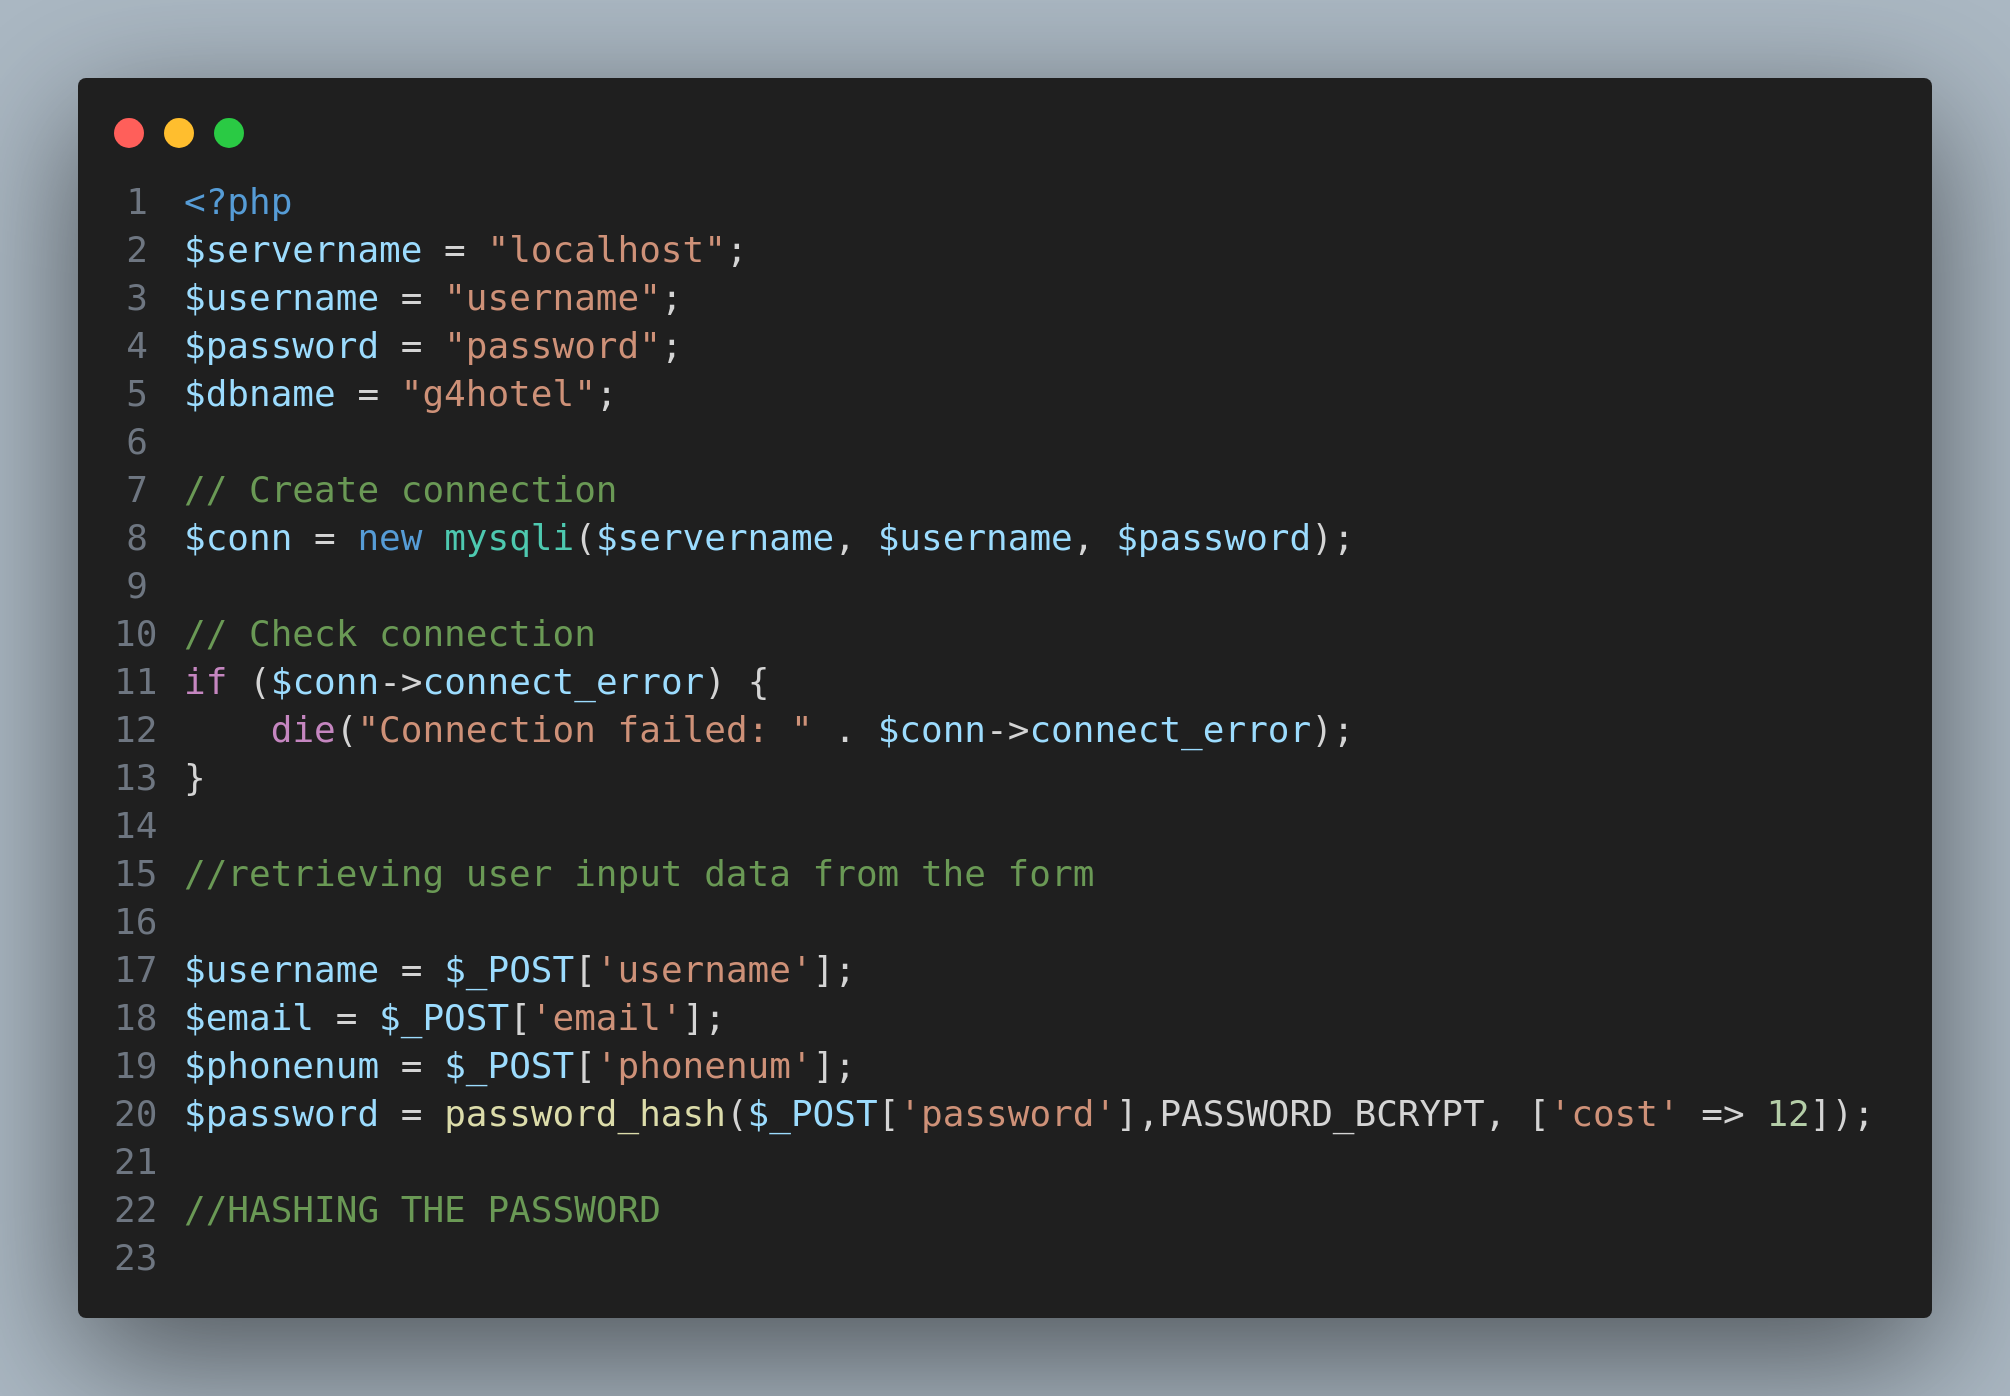 1 <?php
2 $servername = "localhost";
3 $username = "username";
4 $password = "password";
5 $dbname = "g4hotel";
6
7 // Create connection
8 $conn = new mysqli($servername, $username, $password);
9
10 // Check connection
11 if ($conn->connect_error) {
12     die("Connection failed: " . $conn->connect_error);
13 }
14
15 //retrieving user input data from the form
16
17 $username = $_POST['username'];
18 $email = $_POST['email'];
19 $phonenum = $_POST['phonenum'];
20 $password = password_hash($_POST['password'],PASSWORD_BCRYPT, ['cost' => 12]);
21
22 //HASHING THE PASSWORD
23